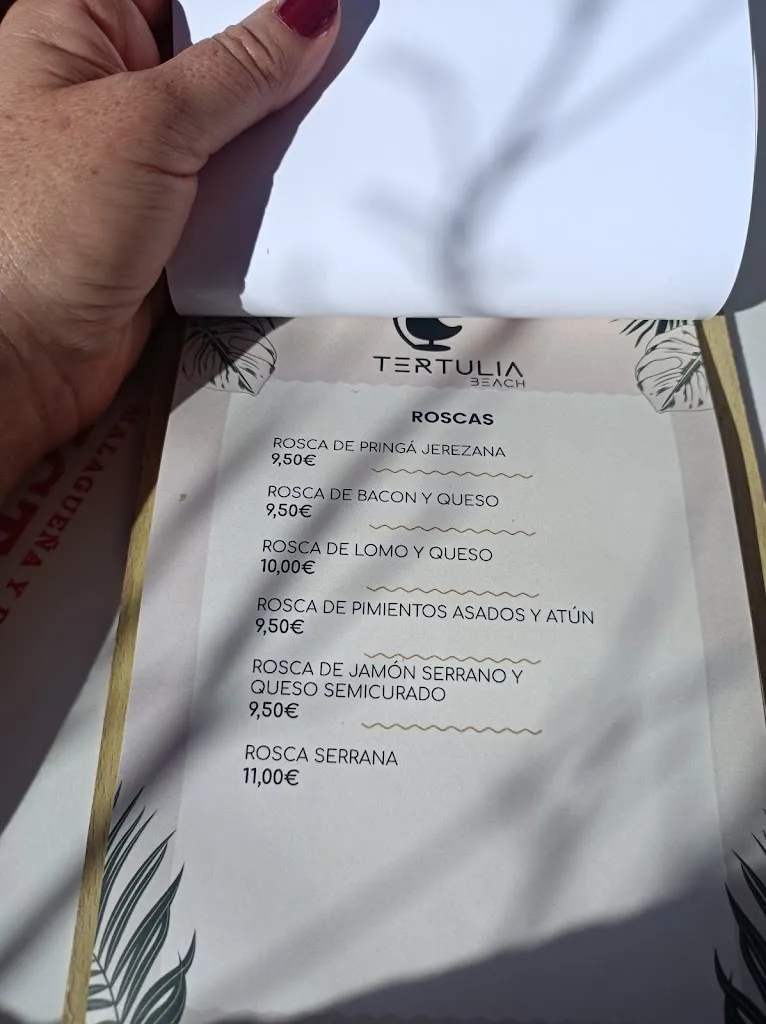 TERTULIA
BEACH
ROSCAS
ROSCA DE PRINGÁ JEREZANA
9,50€
ROSCA DE BACON Y QUESO
9,50€
ROSCA DE LOMO Y QUESO
10,00€
ROSCA DE PIMIENTOS ASADOS Y ATÚN
9,50€
ROSCA DE JAMÓN SERRANO Y
QUESO SEMICURADO
9,50€
ROSCA SERRANA
11,00€
MALAGUEÑA Y